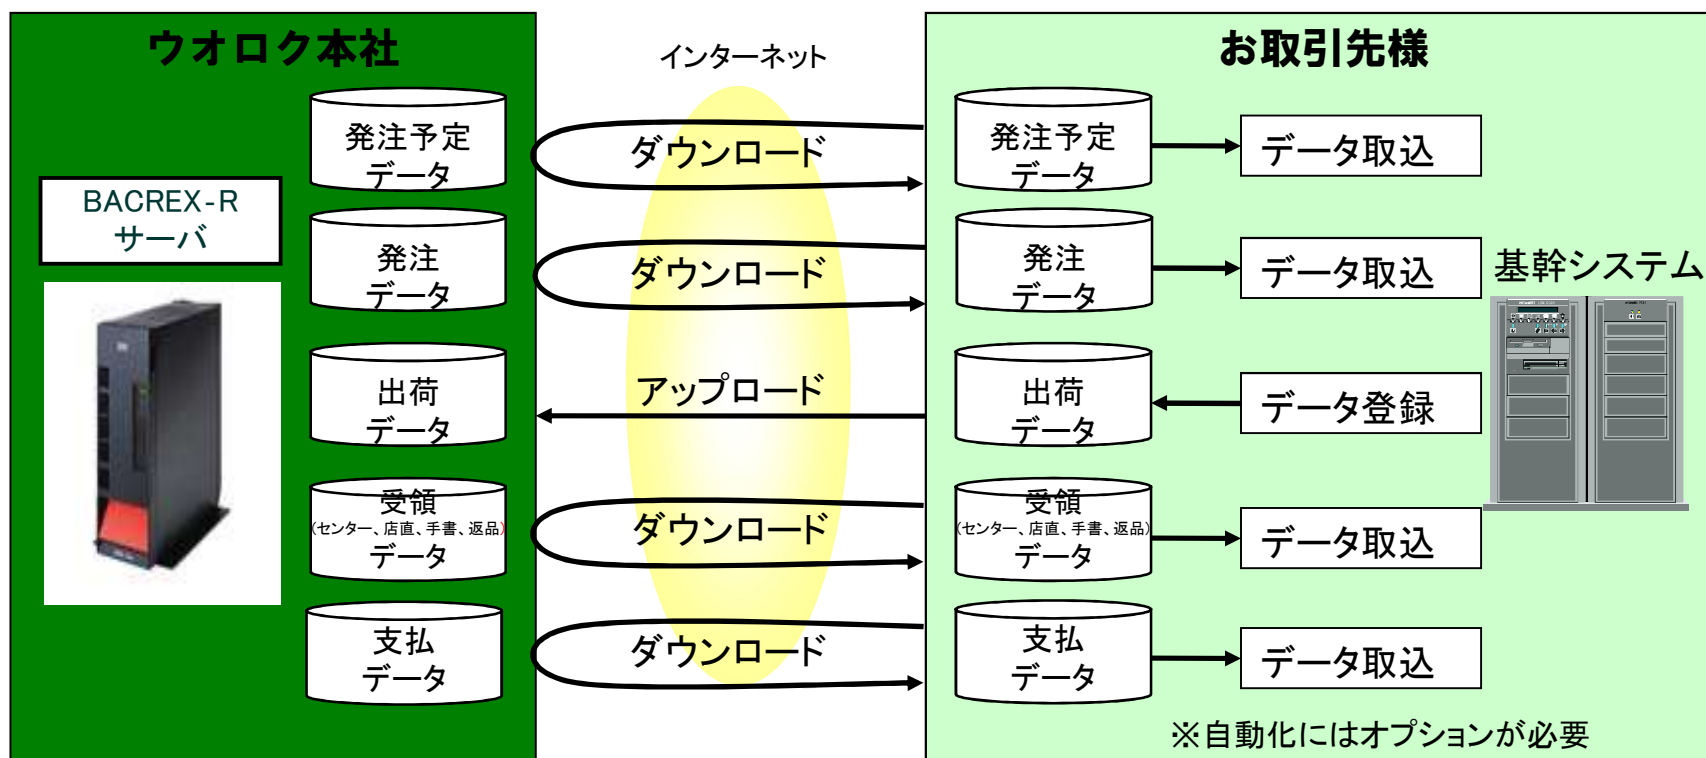 ウオロク本社
インターネット
お取引先様
BACREX-R
サーバ
発注予定
データ
ダウンロード
発注予定
データ
データ取込
発注
データ
ダウンロード
発注
データ
データ取込
基幹システム
出荷
データ
アップロード
出荷
データ
データ登録
受領
(センター、店直、手書、返品)
データ
ダウンロード
受領
(センター、店直、手書、返品)
データ
データ取込
支払
データ
ダウンロード
支払
データ
データ取込
※自動化にはオプションが必要